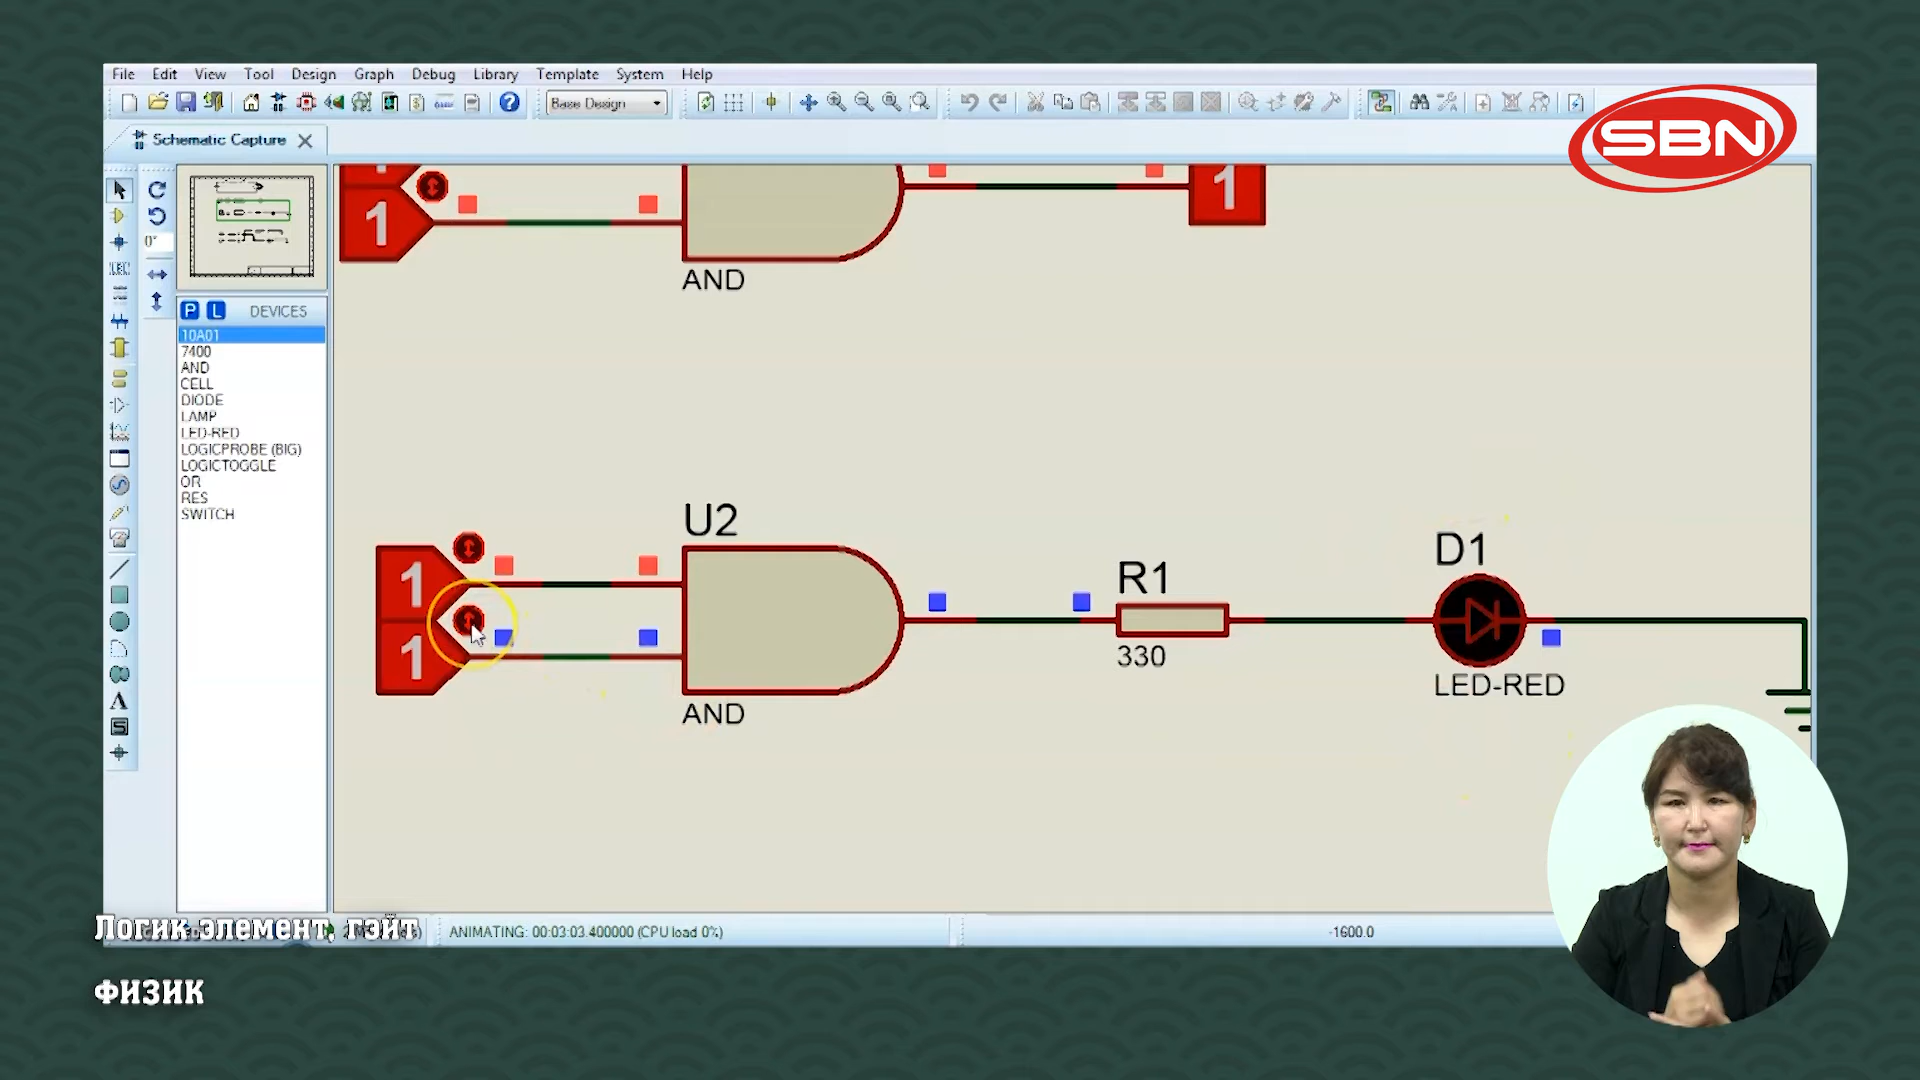 File Edit View Tool Design Graph Debug Library Template System Help
Base Design
SBN
Schematic Capture
0°
P L DEVICES
10A01
7400
AND
CELL
DIODE
LAMP
LED-RED
LOGICPROBE (BIG)
LOGICTOGGLE
OR
RES
SWITCH
1
1
AND
U2
1
1
AND
R1
330
D1
LED-RED
Логик элемент, гэйт
ANIMATING: 00:03:03.400000 (CPU load 0%)
-1600.0
ФИЗИК